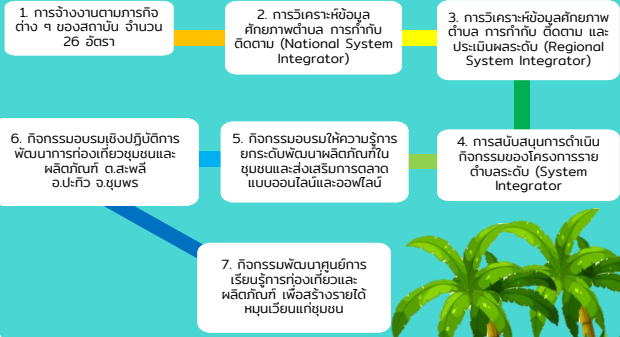 1. การจ้างงานตามภารกิจ
ต่าง ๆ ของสถาบัน จำนวน
26 อัตรา
2. การวิเคราะห์ข้อมูล
ศักยภาพตำบล การกำกับ
ติดตาม (National System
Integrator)
3. การวิเคราะห์ข้อมูลศักยภาพ
ตำบล การกำกับ ติดตาม และ
ประเมินผลระดับ (Regional
System Integrator)
4. การสนับสนุนการดำเนิน
กิจกรรมของโครงการราย
ตำบลระดับ (System
Integrator
5. กิจกรรมอบรมให้ความรู้การ
ยกระดับพัฒนาผลิตภัณฑ์ใน
ชุมชนและส่งเสริมการตลาด
แบบออนไลน์และออฟไลน์
6. กิจกรรมอบรมเชิงปฏิบัติการ
พัฒนาการท่องเที่ยวชุมชนและ
ผลิตภัณฑ์ ต.สะพลี
อ.ปะทิว จ.ชุมพร
7. กิจกรรมพัฒนาศูนย์การ
เรียนรู้การท่องเที่ยวและ
ผลิตภัณฑ์ เพื่อสร้างรายได้
หมุนเวียนแก่ชุมชน